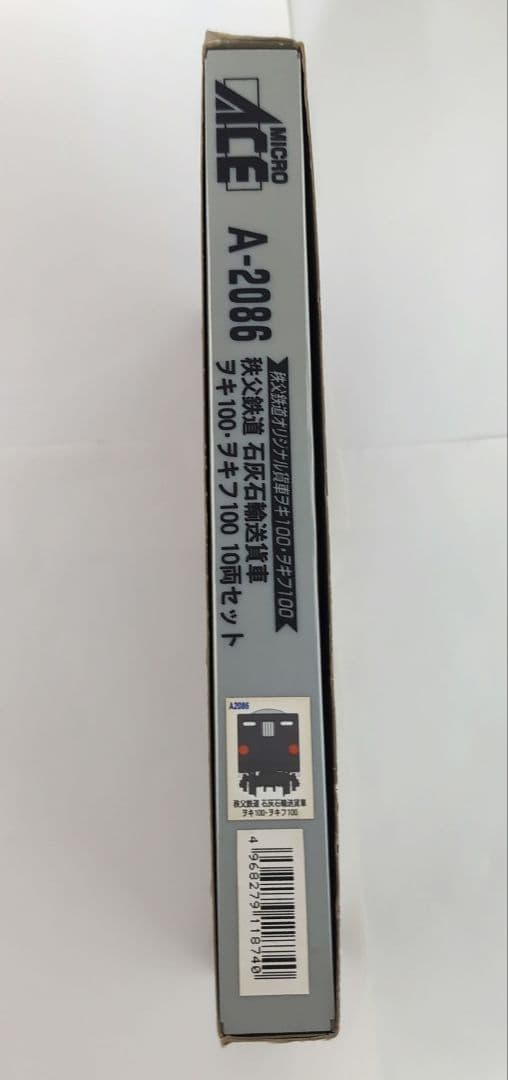 MICRO
ACE
A-2086
秩父鉄道オリジナル貨車ヲキ100・ヲキフ100
秩父鉄道 石灰石輸送貨車
ヲキ100・ヲキフ100 10両セット
A2086
秩父鉄道 石灰石輸送貨車
ヲキ100・ヲキフ100
4 968279 118740